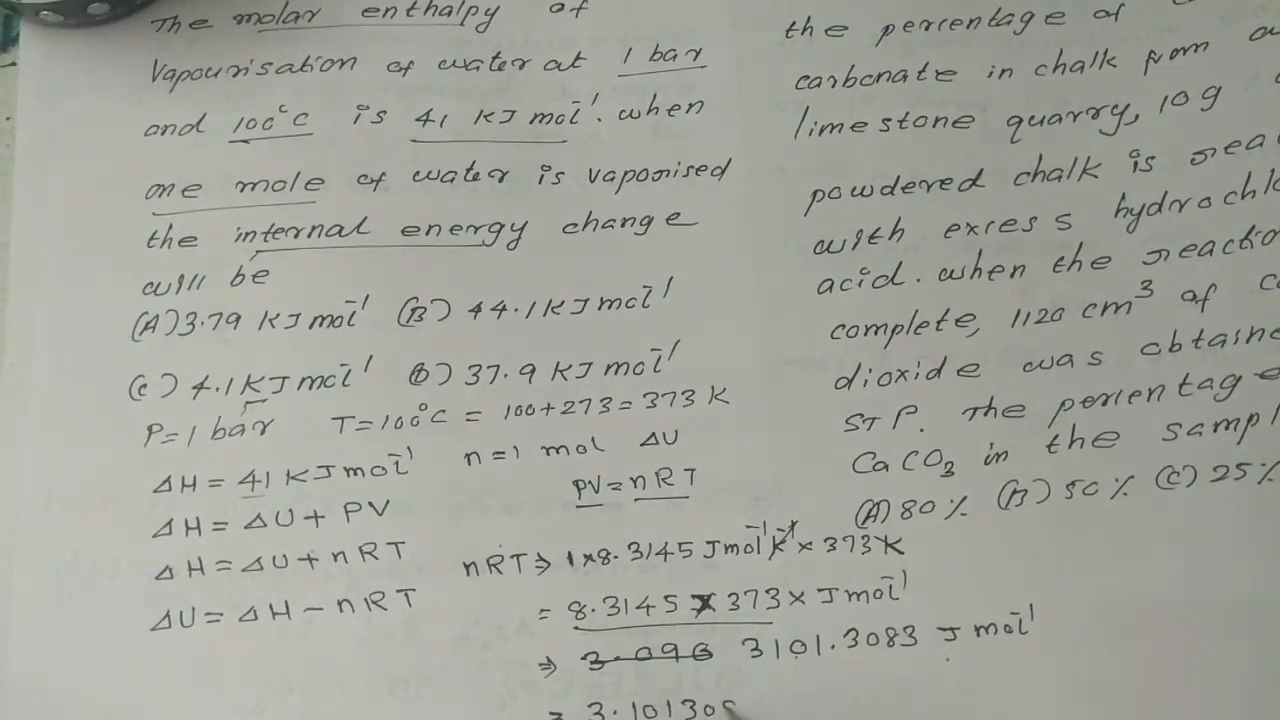 The molar enthalpy of
Vapourisation of water at 1 bar
and 100°C is 41 KJ mol⁻¹. when
one mole of water is vaporised
the internal energy change
will be
(A) 3.79 KJ mol⁻¹ (B) 44.1 KJ mol⁻¹
(C) 4.1 KJ mol⁻¹ (D) 37.9 KJ mol⁻¹
P = 1 bar T = 100°C = 100+273 = 373 K
ΔH = 41 KJ mol⁻¹ n = 1 mol ΔU
PV = nRT
ΔH = ΔU + PV
ΔH = ΔU + nRT
ΔU = ΔH - nRT
nRT ⇒ 1×8.3145 J mol⁻¹ K⁻¹ × 373 K
= 8.3145 × 373 × J mol⁻¹
⇒ 3.096 3101.3083 J mol⁻¹
= 3.10130
the percentage of
carbonate in chalk from
limestone quarry, 10 g
powdered chalk is
with excess
acid. when the
complete, 1120 cm³ of
dioxide was
STP. The
CaCO₃ in the
(A) 80% (B) 50% (C) 25%